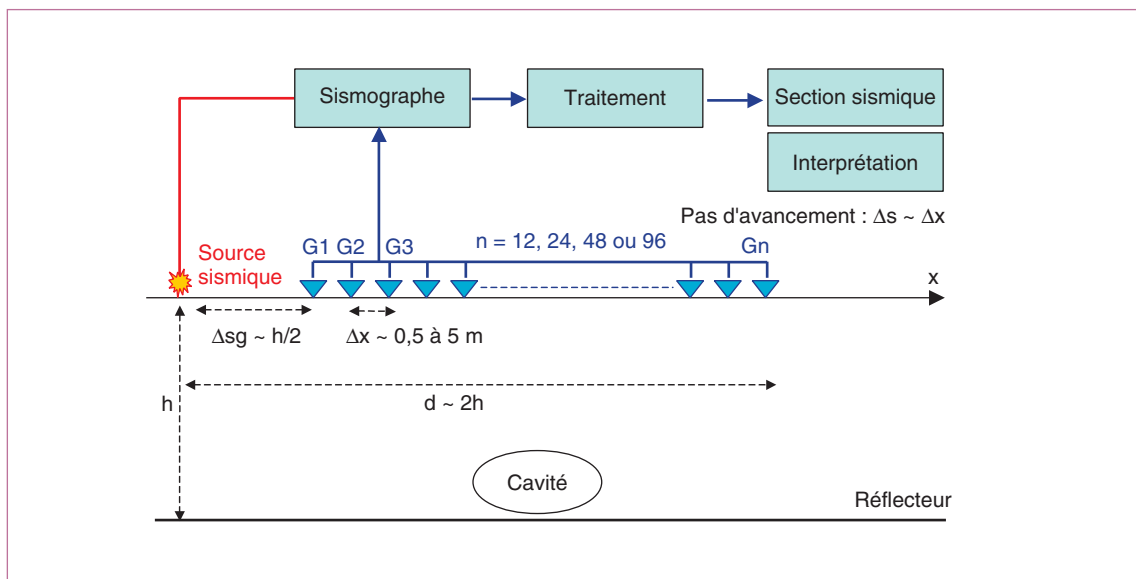 Sismographe
Traitement
Section sismique
Interprétation
Pas d'avancement : Δs ~ Δx
Source
sismique
G1 G2 G3
n = 12, 24, 48 ou 96
Gn
x
Δsg ~ h/2
Δx ~ 0,5 à 5 m
h
d ~ 2h
Cavité
Réflecteur